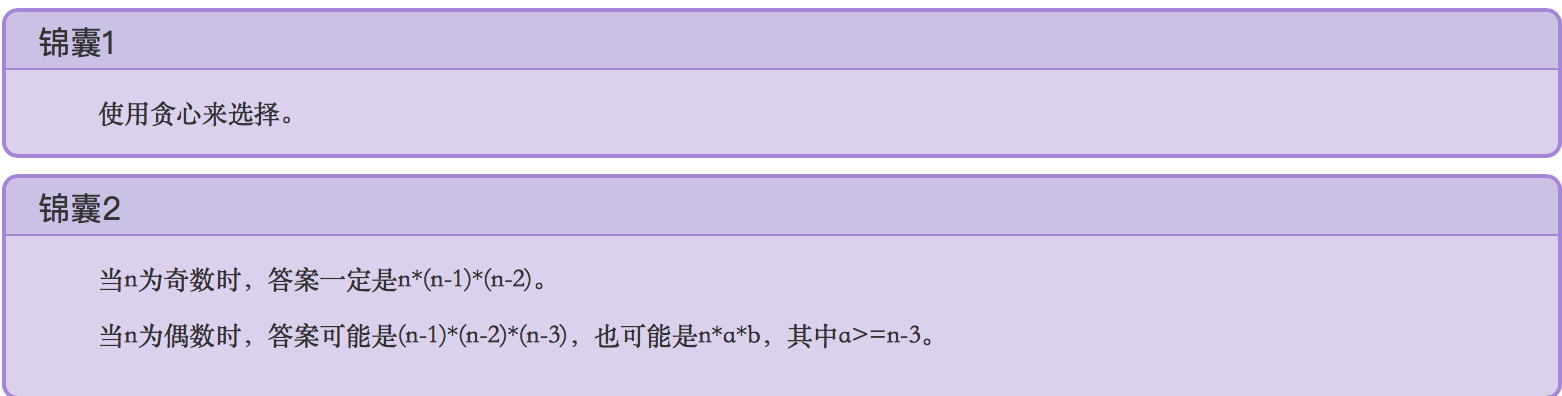 锦囊1
使用贪心来选择。
锦囊2
当n为奇数时，答案一定是n*(n-1)*(n-2)。
当n为偶数时，答案可能是(n-1)*(n-2)*(n-3)，也可能是n*a*b，其中a>=n-3。